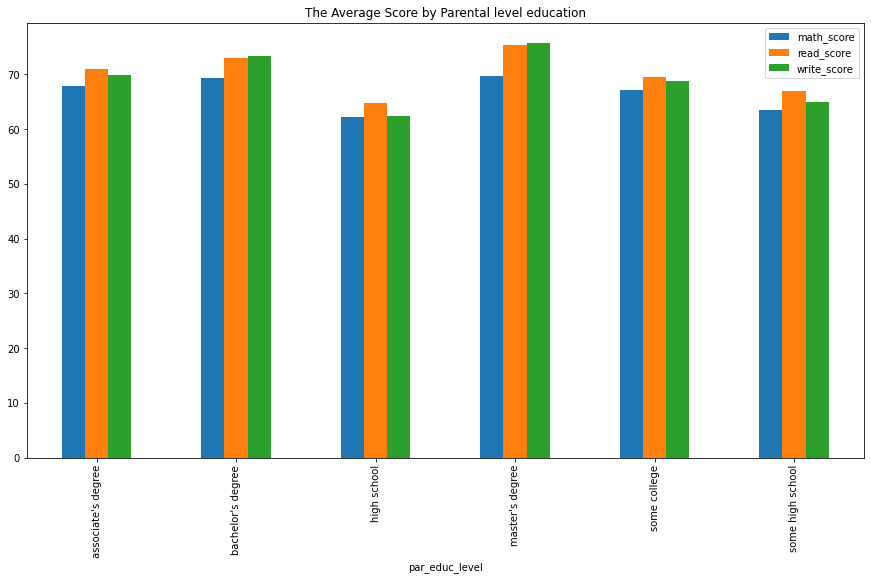 The Average Score by Parental level education
math_score
read_score
write_score
70
60
50
40
30
20
10
0
associate's degree
bachelor's degree
high school
master's degree
some college
some high school
par_educ_level